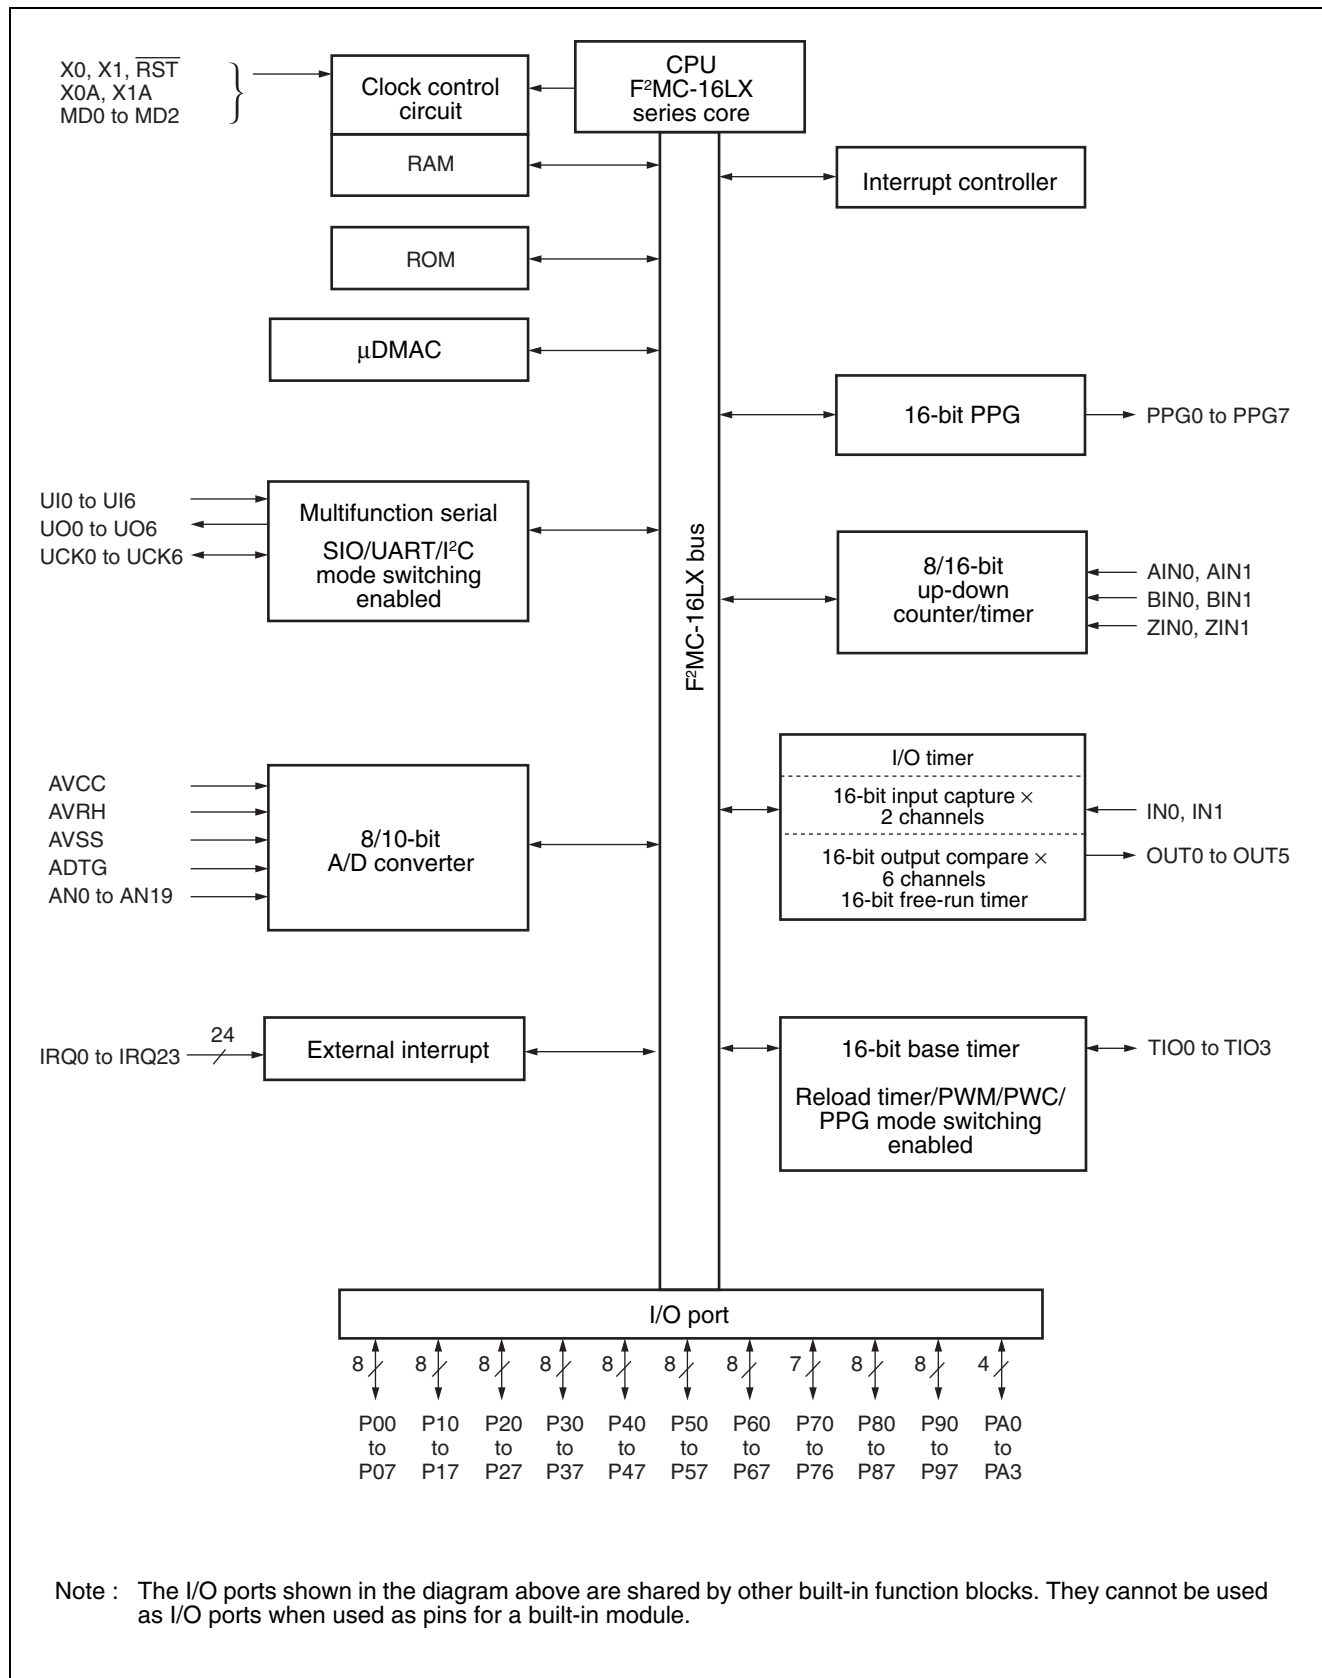 X0, X1, RST
X0A, X1A
MD0 to MD2
Clock control
circuit
CPU
F²MC-16LX
series core
RAM
Interrupt controller
ROM
μDMAC
16-bit PPG
PPG0 to PPG7
UI0 to UI6
UO0 to UO6
UCK0 to UCK6
Multifunction serial
SIO/UART/I²C
mode switching
enabled
F²MC-16LX bus
8/16-bit
up-down
counter/timer
AIN0, AIN1
BIN0, BIN1
ZIN0, ZIN1
AVCC
AVRH
AVSS
ADTG
AN0 to AN19
8/10-bit
A/D converter
I/O timer
16-bit input capture ×
2 channels
16-bit output compare ×
6 channels
16-bit free-run timer
IN0, IN1
OUT0 to OUT5
IRQ0 to IRQ23
24
External interrupt
16-bit base timer
Reload timer/PWM/PWC/
PPG mode switching
enabled
TIO0 to TIO3
I/O port
8 8 8 8 8 8 8 7 8 8 4
P00 P10 P20 P30 P40 P50 P60 P70 P80 P90 PA0
to to to to to to to to to to to
P07 P17 P27 P37 P47 P57 P67 P76 P87 P97 PA3
Note : The I/O ports shown in the diagram above are shared by other built-in function blocks. They cannot be used
as I/O ports when used as pins for a built-in module.